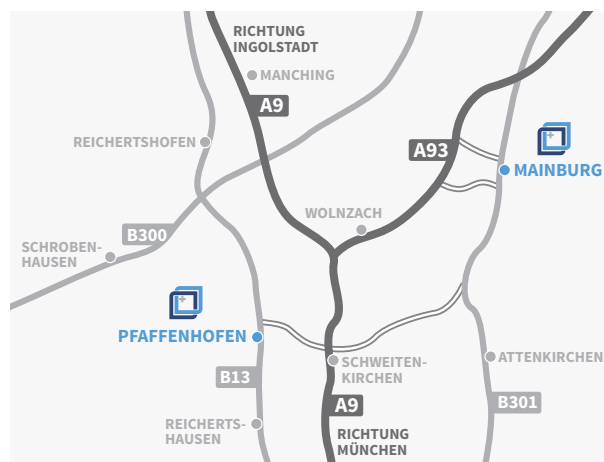 RICHTUNG
INGOLSTADT
MANCHING
A9
REICHERTSHOFEN
A93
MAINBURG
WOLNZACH
B300
SCHROBEN-
HAUSEN
PFAFFENHOFEN
SCHWEITEN-
KIRCHEN
ATTENKIRCHEN
B13
A9
B301
REICHERTS-
HAUSEN
RICHTUNG
MÜNCHEN